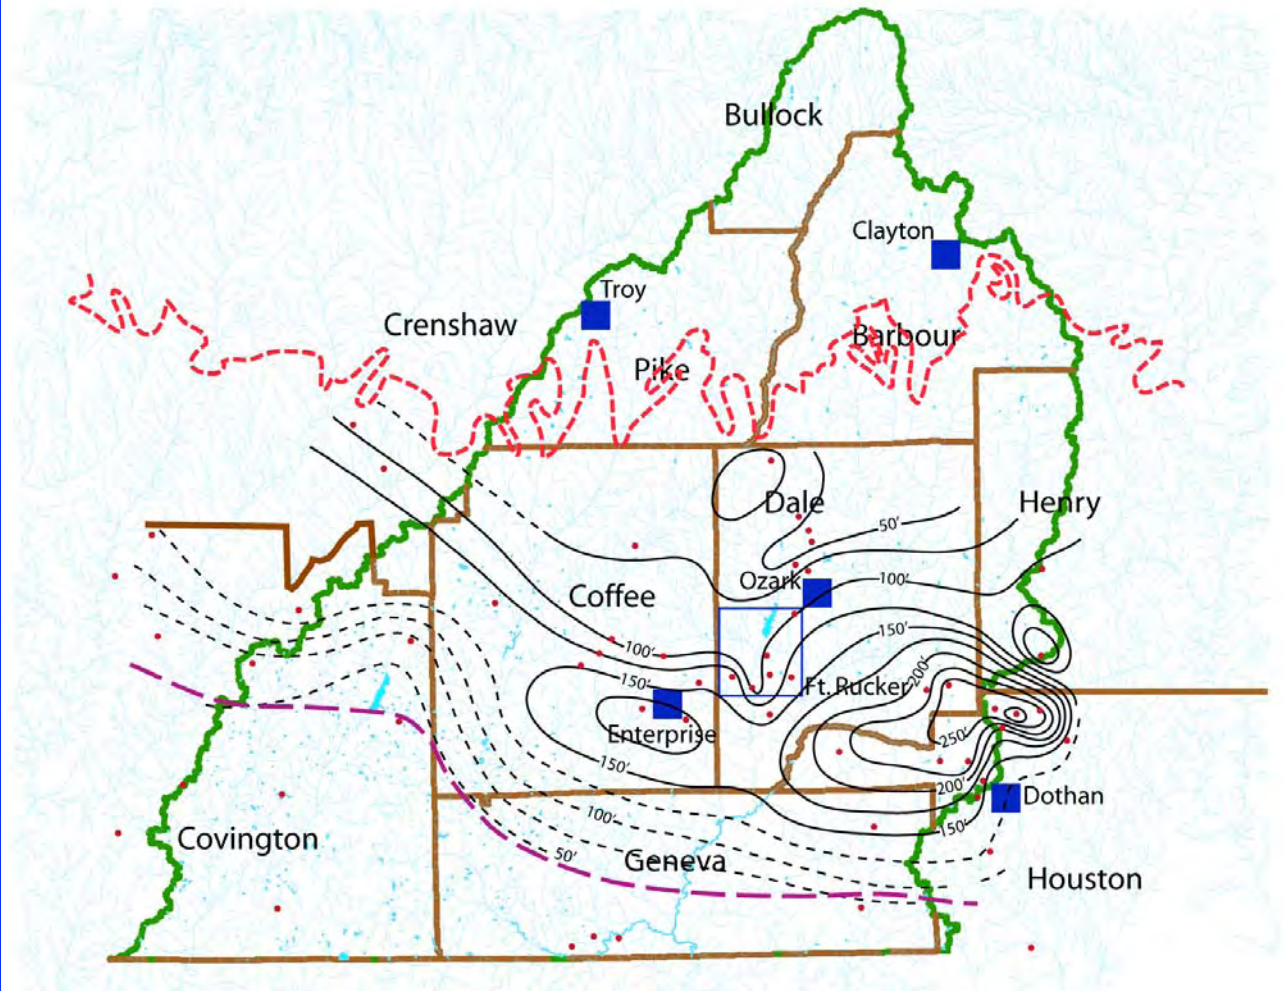 Bullock
Clayton
Troy
Crenshaw
Barbour
Pike
Dale
Henry
50'
Ozark
100'
Coffee
150'
100'
200'
150'
Ft. Rucker
Enterprise
250'
150'
200'
Dothan
100'
150'
Covington
50'
Geneva
Houston